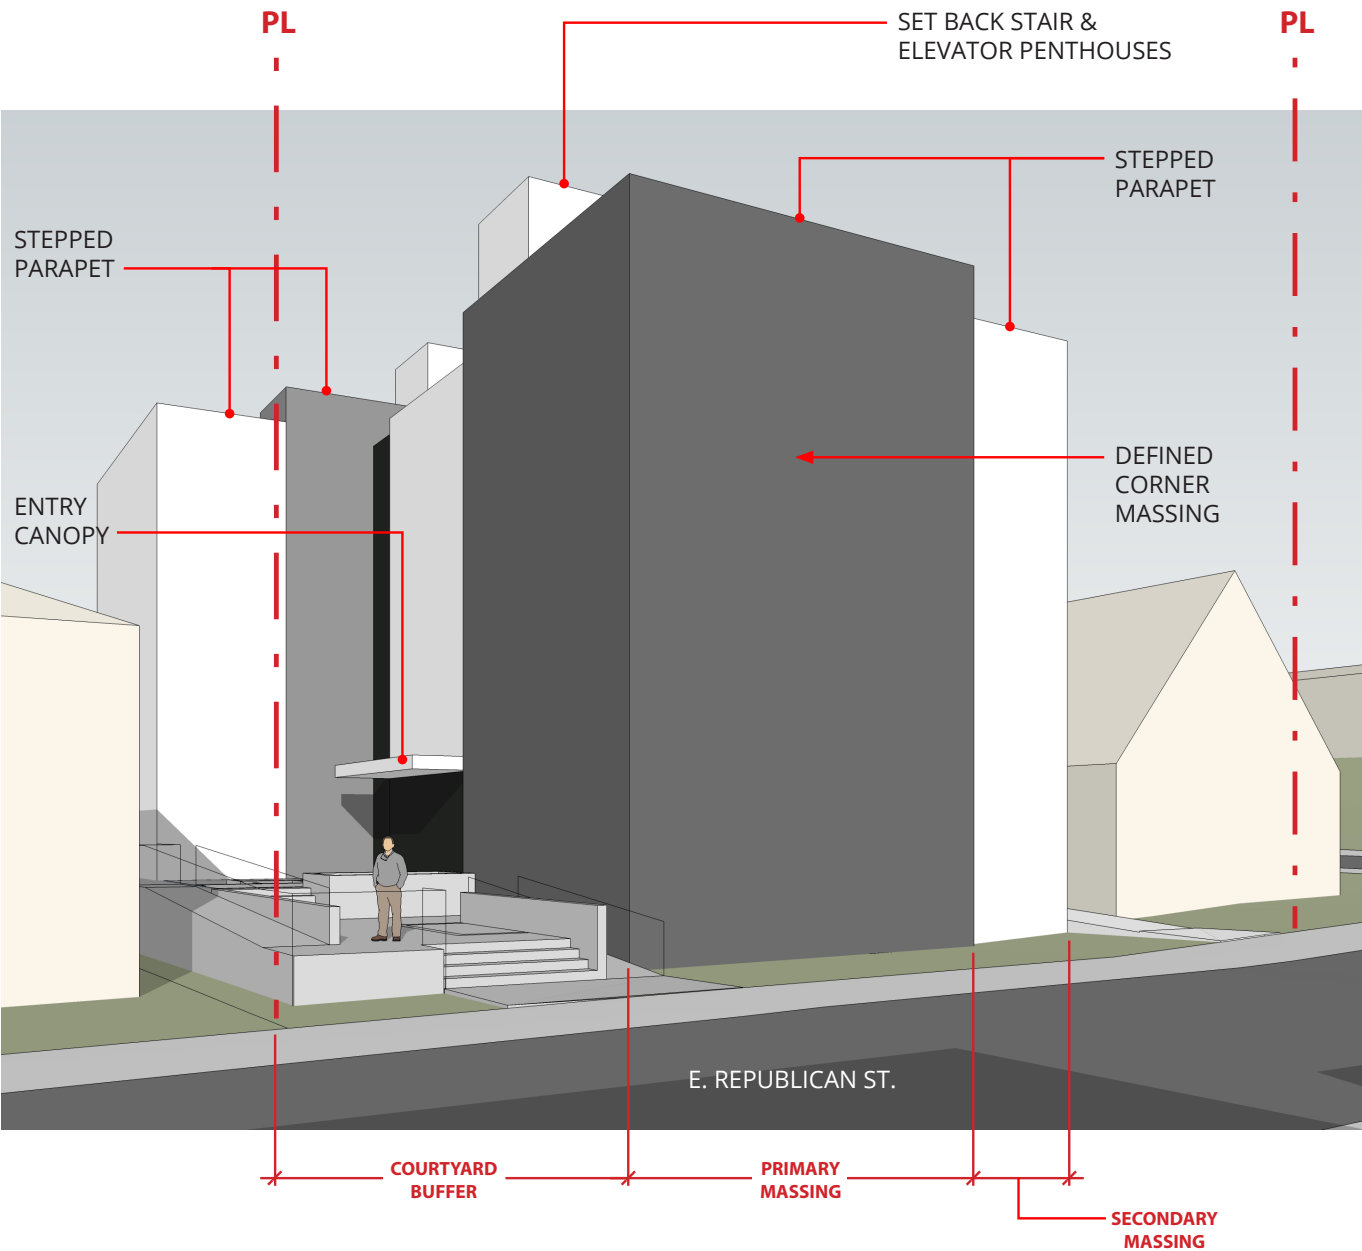 PL
SET BACK STAIR &
ELEVATOR PENTHOUSES
PL
STEPPED
PARAPET
STEPPED
PARAPET
ENTRY
CANOPY
DEFINED
CORNER
MASSING
E. REPUBLICAN ST.
COURTYARD
BUFFER
PRIMARY
MASSING
SECONDARY
MASSING